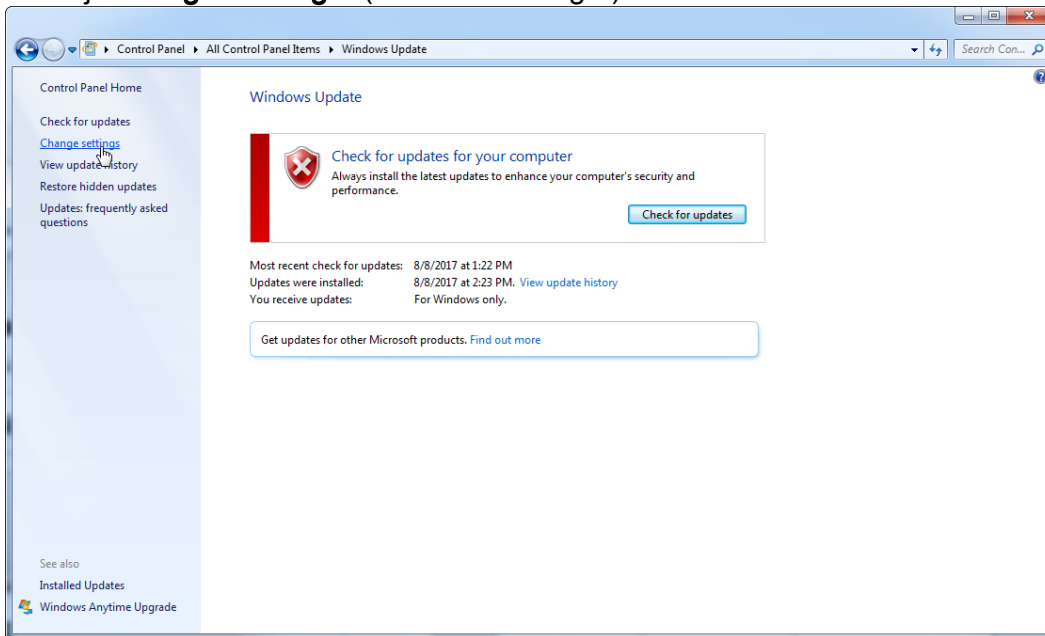 Control Panel ▸ All Control Panel Items ▸ Windows Update
Search Con...
Control Panel Home
Check for updates
Change settings
View update history
Restore hidden updates
Updates: frequently asked
questions
Windows Update
Check for updates for your computer
Always install the latest updates to enhance your computer's security and
performance.
Check for updates
Most recent check for updates: 8/8/2017 at 1:22 PM
Updates were installed: 8/8/2017 at 2:23 PM. View update history
You receive updates: For Windows only.
Get updates for other Microsoft products. Find out more
See also
Installed Updates
Windows Anytime Upgrade